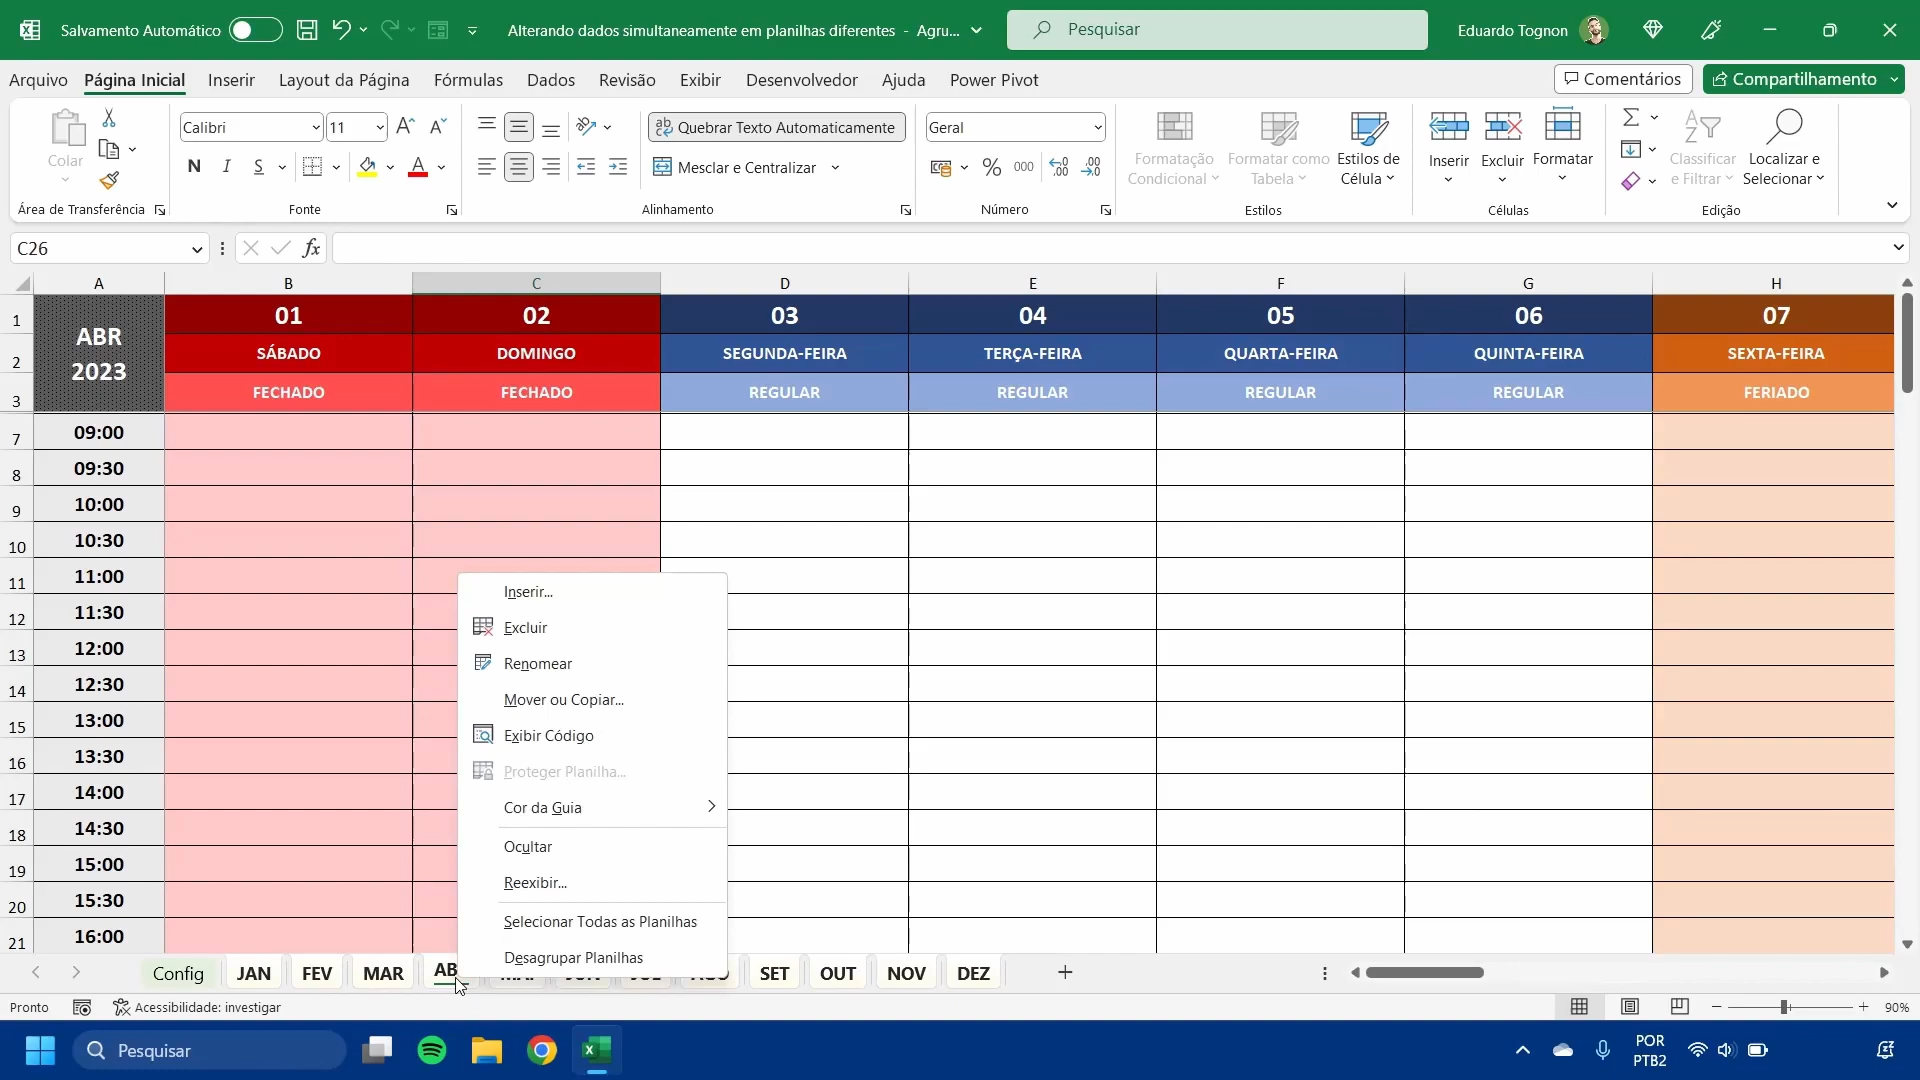 Salvamento Automático
Alterando dados simultaneamente em planilhas diferentes - Agru...
Pesquisar
Eduardo Tognon
Arquivo
Página Inicial
Inserir
Layout da Página
Fórmulas
Dados
Revisão
Exibir
Desenvolvedor
Ajuda
Power Pivot
Comentários
Compartilhamento
Colar
Área de Transferência
Calibri
11
N I S
Fonte
Quebrar Texto Automaticamente
Mesclar e Centralizar
Alinhamento
Geral
% 000
Número
Formatação Condicional
Formatar como Tabela
Estilos de Célula
Estilos
Inserir
Excluir
Formatar
Células
Classificar e Filtrar
Localizar e Selecionar
Edição
C26
fx
A B C D E F G H
1 ABR 2023 01 02 03 04 05 06 07
2 SÁBADO DOMINGO SEGUNDA-FEIRA TERÇA-FEIRA QUARTA-FEIRA QUINTA-FEIRA SEXTA-FEIRA
3 FECHADO FECHADO REGULAR REGULAR REGULAR REGULAR FERIADO
7 09:00
8 09:30
9 10:00
10 10:30
11 11:00
12 11:30
13 12:00
14 12:30
15 13:00
16 13:30
17 14:00
18 14:30
19 15:00
20 15:30
21 16:00
Inserir...
Excluir
Renomear
Mover ou Copiar...
Exibir Código
Proteger Planilha...
Cor da Guia
Ocultar
Reexibir...
Selecionar Todas as Planilhas
Desagrupar Planilhas
Config JAN FEV MAR AB SET OUT NOV DEZ
Pronto
Acessibilidade: investigar
90%
Pesquisar
POR
PTB2